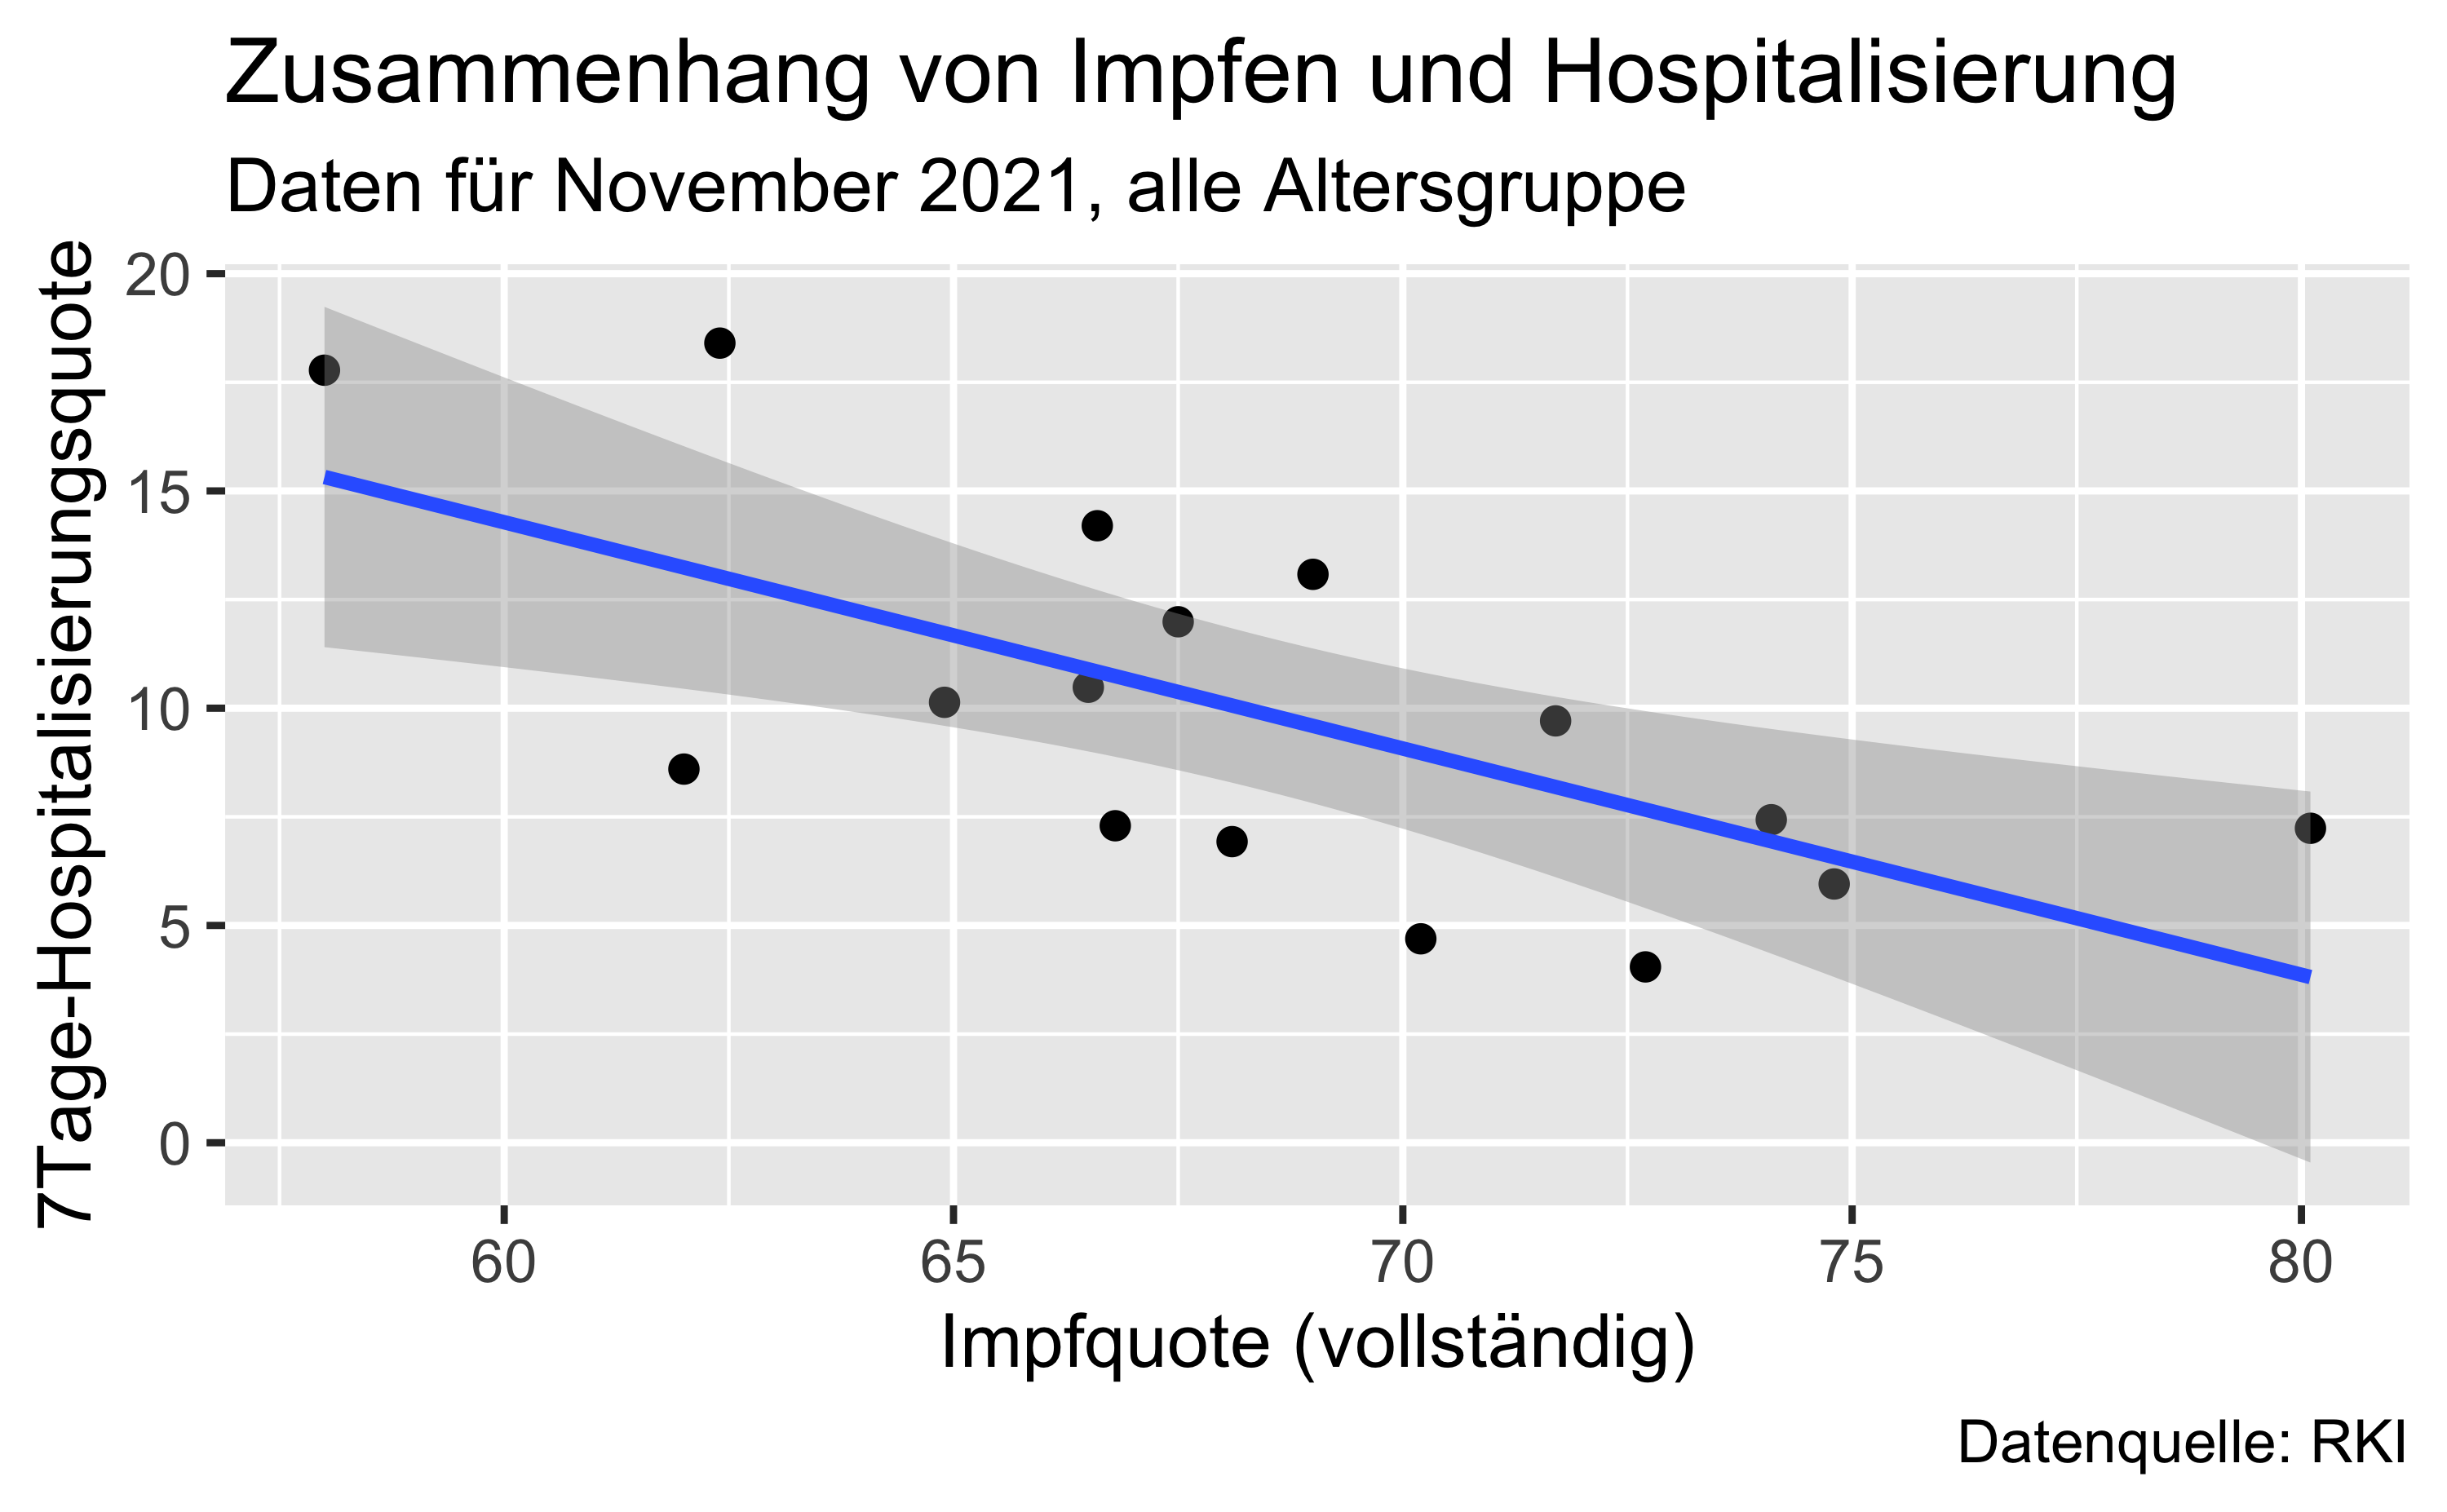 Zusammenhang von Impfen und Hospitalisierung
Daten für November 2021, alle Altersgruppe
7Tage-Hospitalisierungsquote
20
15
10
5
0
60 65 70 75 80
Impfquote (vollständig)
Datenquelle: RKI